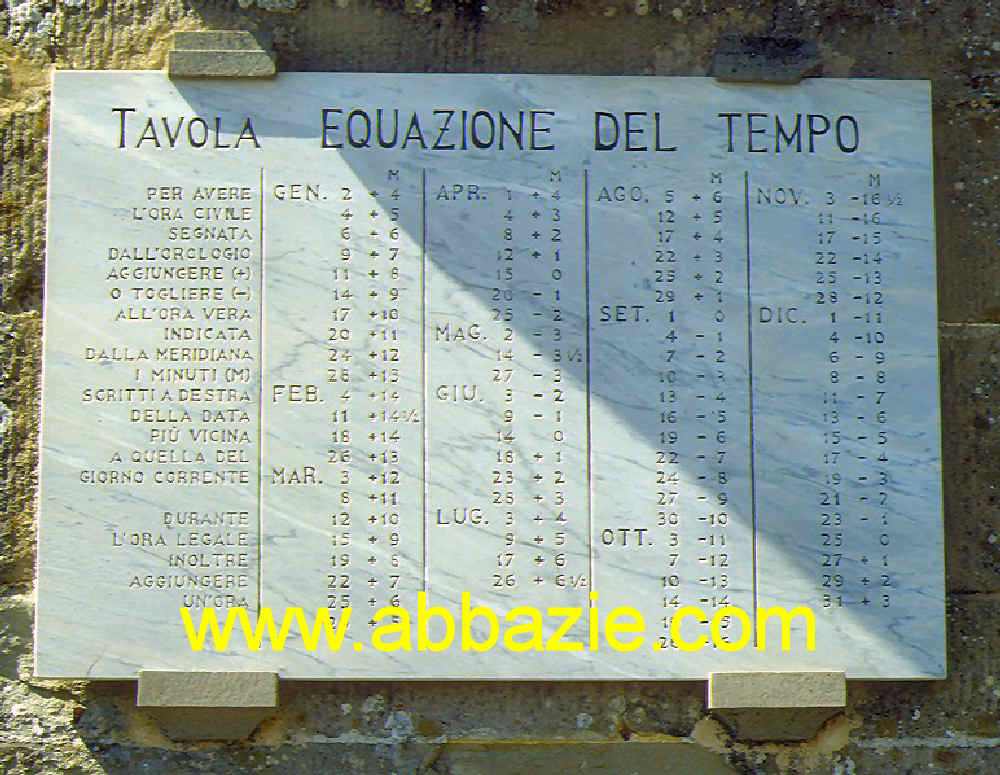 TAVOLA EQUAZIONE DEL TEMPO
M M M M
PER AVERE GEN. 2 + 4 APR. 1 + 4 AGO. 5 + 6 NOV. 3 -16½
L'ORA CIVILE 4 + 5 4 + 3 12 + 5 11 -16
SEGNATA 6 + 6 8 + 2 17 + 4 17 -15
DALL'OROLOGIO 9 + 7 12 + 1 22 + 3 22 -14
AGGIUNGERE (+) 11 + 8 15 0 25 + 2 25 -13
O TOGLIERE (-) 14 + 9 20 - 1 29 + 1 28 -12
ALL'ORA VERA 17 +10 25 - 2 SET. 1 0 DIC. 1 -11
INDICATA 20 +11 MAG. 2 - 3 4 - 1 4 -10
DALLA MERIDIANA 24 +12 14 - 3½ 7 - 2 6 - 9
I MINUTI (M) 28 +13 27 - 3 10 - 3 8 - 8
SCRITTI A DESTRA FEB. 4 +14 GIU. 3 - 2 13 - 4 11 - 7
DELLA DATA 11 +14½ 9 - 1 16 - 5 13 - 6
PIÙ VICINA 18 +14 14 0 19 - 6 15 - 5
A QUELLA DEL 26 +13 18 + 1 22 - 7 17 - 4
GIORNO CORRENTE MAR. 3 +12 23 + 2 24 - 8 19 - 3
8 +11 28 + 3 27 - 9 21 - 2
DURANTE 12 +10 LUG. 3 + 4 30 -10 23 - 1
L'ORA LEGALE 15 + 9 9 + 5 OTT. 3 -11 25 0
INOLTRE 19 + 8 17 + 6 7 -12 27 + 1
AGGIUNGERE 22 + 7 26 + 6½ 10 -13 29 + 2
UN'ORA 25 + 6 14 -14 31 + 3
www.abbazie.com